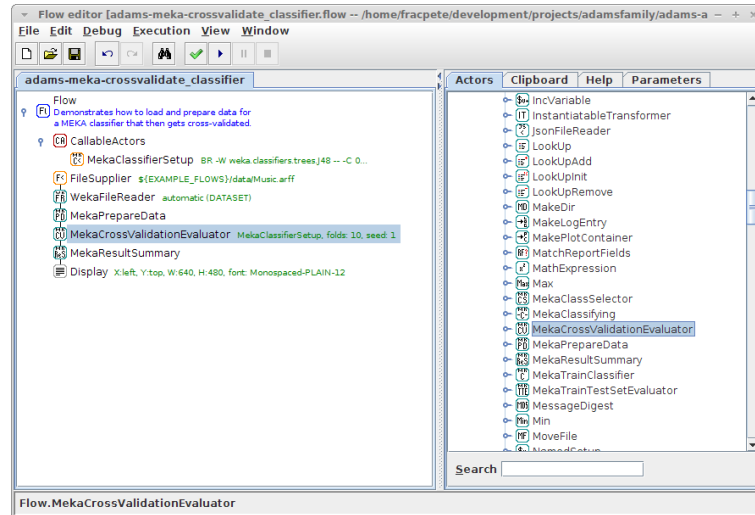 Flow editor [adams-meka-crossvalidate_classifier.flow -- /home/fracpete/development/projects/adamsfamily/adams-a
File Edit Debug Execution View Window
adams-meka-crossvalidate_classifier
Flow
Demonstrates how to load and prepare data for
a MEKA classifier that then gets cross-validated.
CallableActors
MekaClassifierSetup BR -W weka.classifiers.trees.J48 -- -C 0...
FileSupplier ${EXAMPLE_FLOWS}/data/Music.arff
WekaFileReader automatic (DATASET)
MekaPrepareData
MekaCrossValidationEvaluator MekaClassifierSetup, folds: 10, seed: 1
MekaResultSummary
Display X:left, Y:top, W:640, H:480, font: Monospaced-PLAIN-12
Actors Clipboard Help Parameters
IncVariable
InstantiatableTransformer
JsonFileReader
LookUp
LookUpAdd
LookUpInit
LookUpRemove
MakeDir
MakeLogEntry
MakePlotContainer
MatchReportFields
MathExpression
Max
MekaClassSelector
MekaClassifying
MekaCrossValidationEvaluator
MekaPrepareData
MekaResultSummary
MekaTrainClassifier
MekaTrainTestSetEvaluator
MessageDigest
Min
MoveFile
NamedSetup
Search
Flow.MekaCrossValidationEvaluator